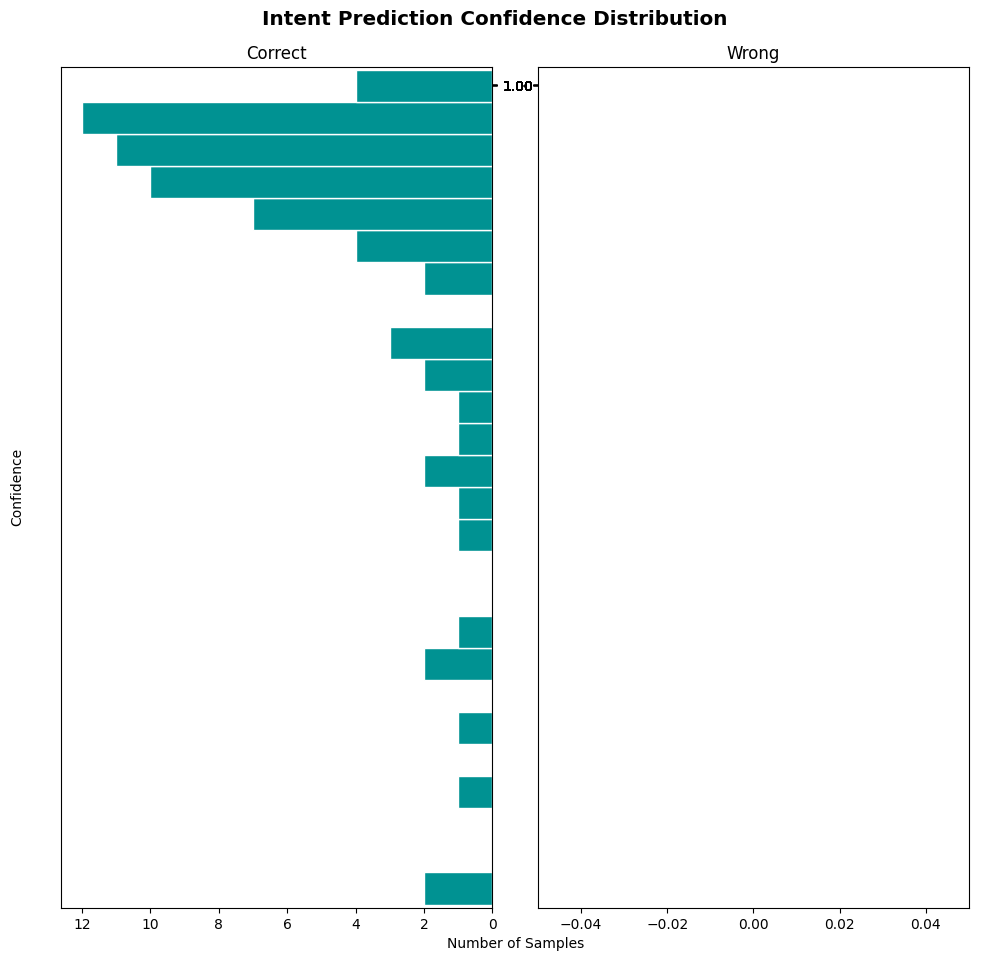 Intent Prediction Confidence Distribution
Correct
Wrong
1.00
Confidence
12 10 8 6 4 2 0
−0.04 −0.02 0.00 0.02 0.04
Number of Samples